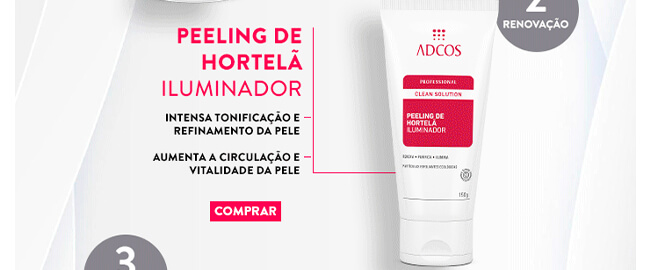 2
RENOVAÇÃO
PEELING DE
HORTELÃ
ILUMINADOR
INTENSA TONIFICAÇÃO E
REFINAMENTO DA PELE
AUMENTA A CIRCULAÇÃO E
VITALIDADE DA PELE
COMPRAR
ADCOS
PROFESSIONAL
CLEAN SOLUTION
PEELING DE
HORTELÃ
ILUMINADOR
150g
3